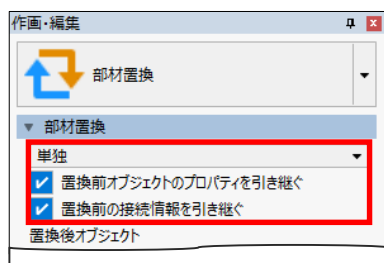 作画・編集
部材置換
部材置換
単独
置換前オブジェクトのプロパティを引き継ぐ
置換前の接続情報を引き継ぐ
置換後オブジェクト